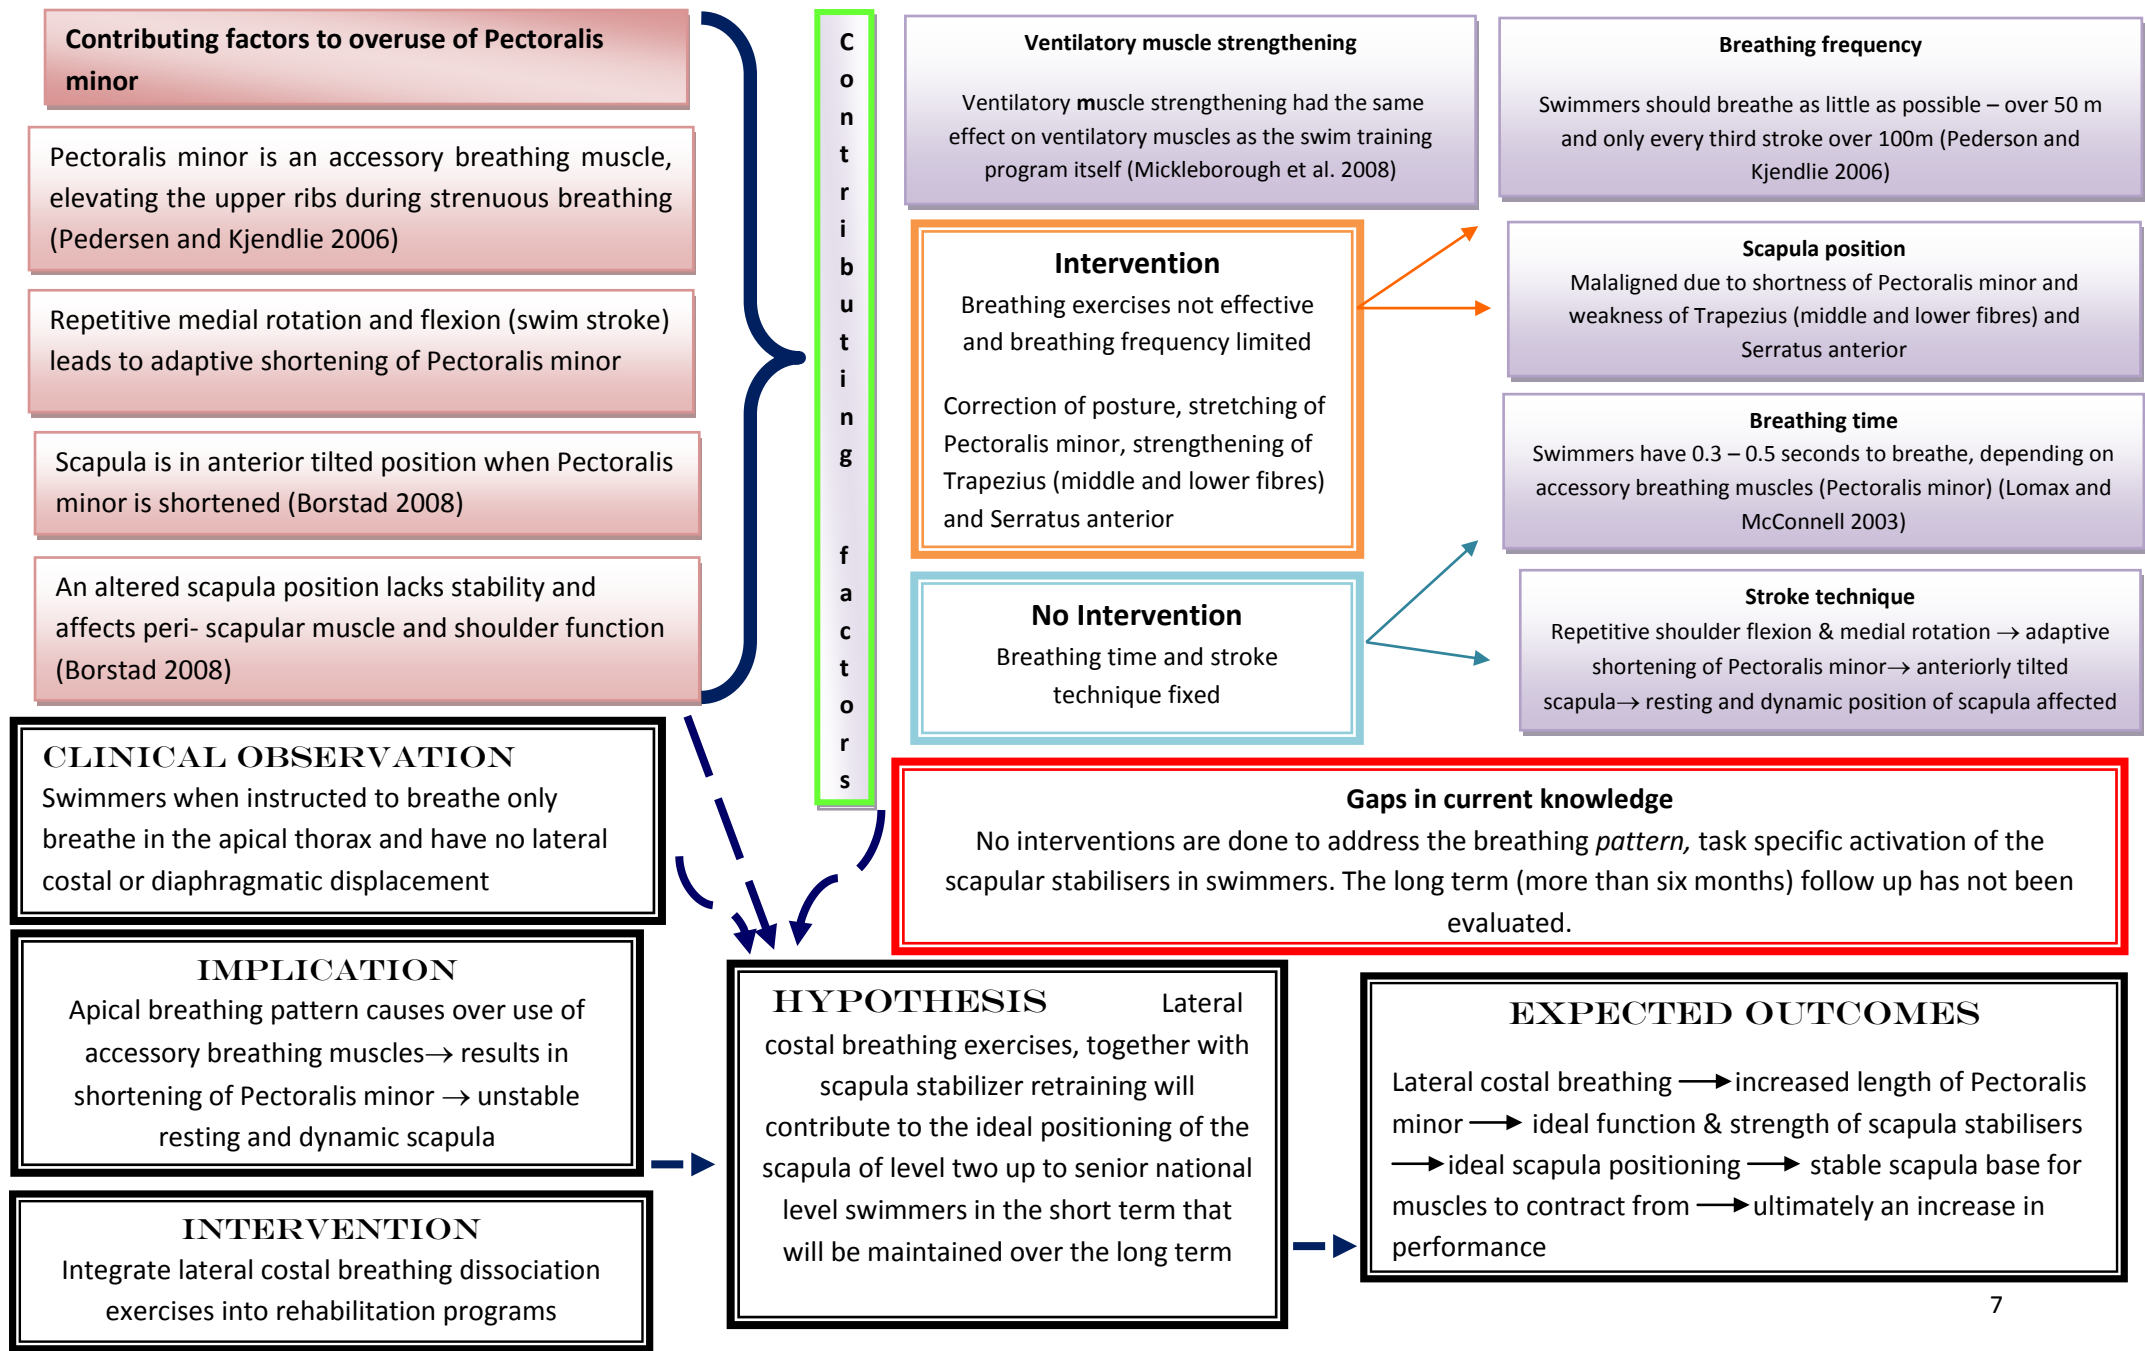 Contributing factors to overuse of Pectoralis
minor
Pectoralis minor is an accessory breathing muscle,
elevating the upper ribs during strenuous breathing
(Pedersen and Kjendlie 2006)
Repetitive medial rotation and flexion (swim stroke)
leads to adaptive shortening of Pectoralis minor
Scapula is in anterior tilted position when Pectoralis
minor is shortened (Borstad 2008)
An altered scapula position lacks stability and
affects peri- scapular muscle and shoulder function
(Borstad 2008)
C
o
n
t
r
i
b
u
t
i
n
g
f
a
c
t
o
r
s
Ventilatory muscle strengthening
Ventilatory muscle strengthening had the same
effect on ventilatory muscles as the swim training
program itself (Mickleborough et al. 2008)
Breathing frequency
Swimmers should breathe as little as possible – over 50 m
and only every third stroke over 100m (Pederson and
Kjendlie 2006)
Intervention
Breathing exercises not effective
and breathing frequency limited
Correction of posture, stretching of
Pectoralis minor, strengthening of
Trapezius (middle and lower fibres)
and Serratus anterior
Scapula position
Malaligned due to shortness of Pectoralis minor and
weakness of Trapezius (middle and lower fibres) and
Serratus anterior
Breathing time
Swimmers have 0.3 – 0.5 seconds to breathe, depending on
accessory breathing muscles (Pectoralis minor) (Lomax and
McConnell 2003)
No Intervention
Breathing time and stroke
technique fixed
Stroke technique
Repetitive shoulder flexion & medial rotation → adaptive
shortening of Pectoralis minor→ anteriorly tilted
scapula→ resting and dynamic position of scapula affected
CLINICAL OBSERVATION
Swimmers when instructed to breathe only
breathe in the apical thorax and have no lateral
costal or diaphragmatic displacement
Gaps in current knowledge
No interventions are done to address the breathing pattern, task specific activation of the
scapular stabilisers in swimmers. The long term (more than six months) follow up has not been
evaluated.
IMPLICATION
Apical breathing pattern causes over use of
accessory breathing muscles→ results in
shortening of Pectoralis minor → unstable
resting and dynamic scapula
INTERVENTION
Integrate lateral costal breathing dissociation
exercises into rehabilitation programs
HYPOTHESIS Lateral
costal breathing exercises, together with
scapula stabilizer retraining will
contribute to the ideal positioning of the
scapula of level two up to senior national
level swimmers in the short term that
will be maintained over the long term
EXPECTED OUTCOMES
Lateral costal breathing → increased length of Pectoralis
minor → ideal function & strength of scapula stabilisers
→ ideal scapula positioning → stable scapula base for
muscles to contract from → ultimately an increase in
performance
7